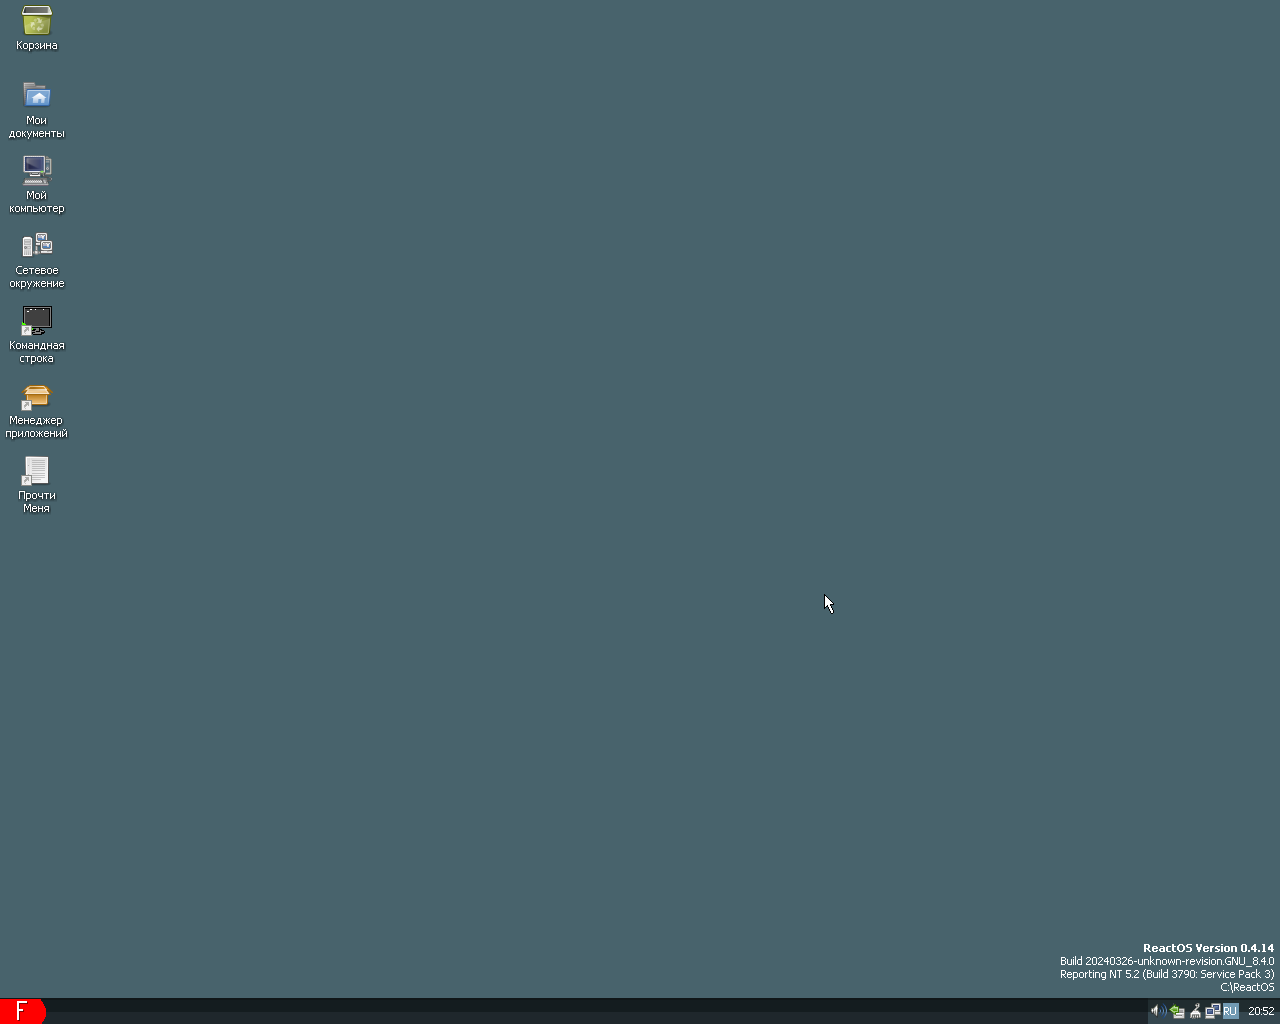 Корзина
Мои
документы
Мой
компьютер
Сетевое
окружение
Командная
строка
Менеджер
приложений
Прочти
Меня
ReactOS Version 0.4.14
Build 20240326-unknown-revision.GNU_8.4.0
Reporting NT 5.2 (Build 3790: Service Pack 3)
C:\ReactOS
F
RU
20:52